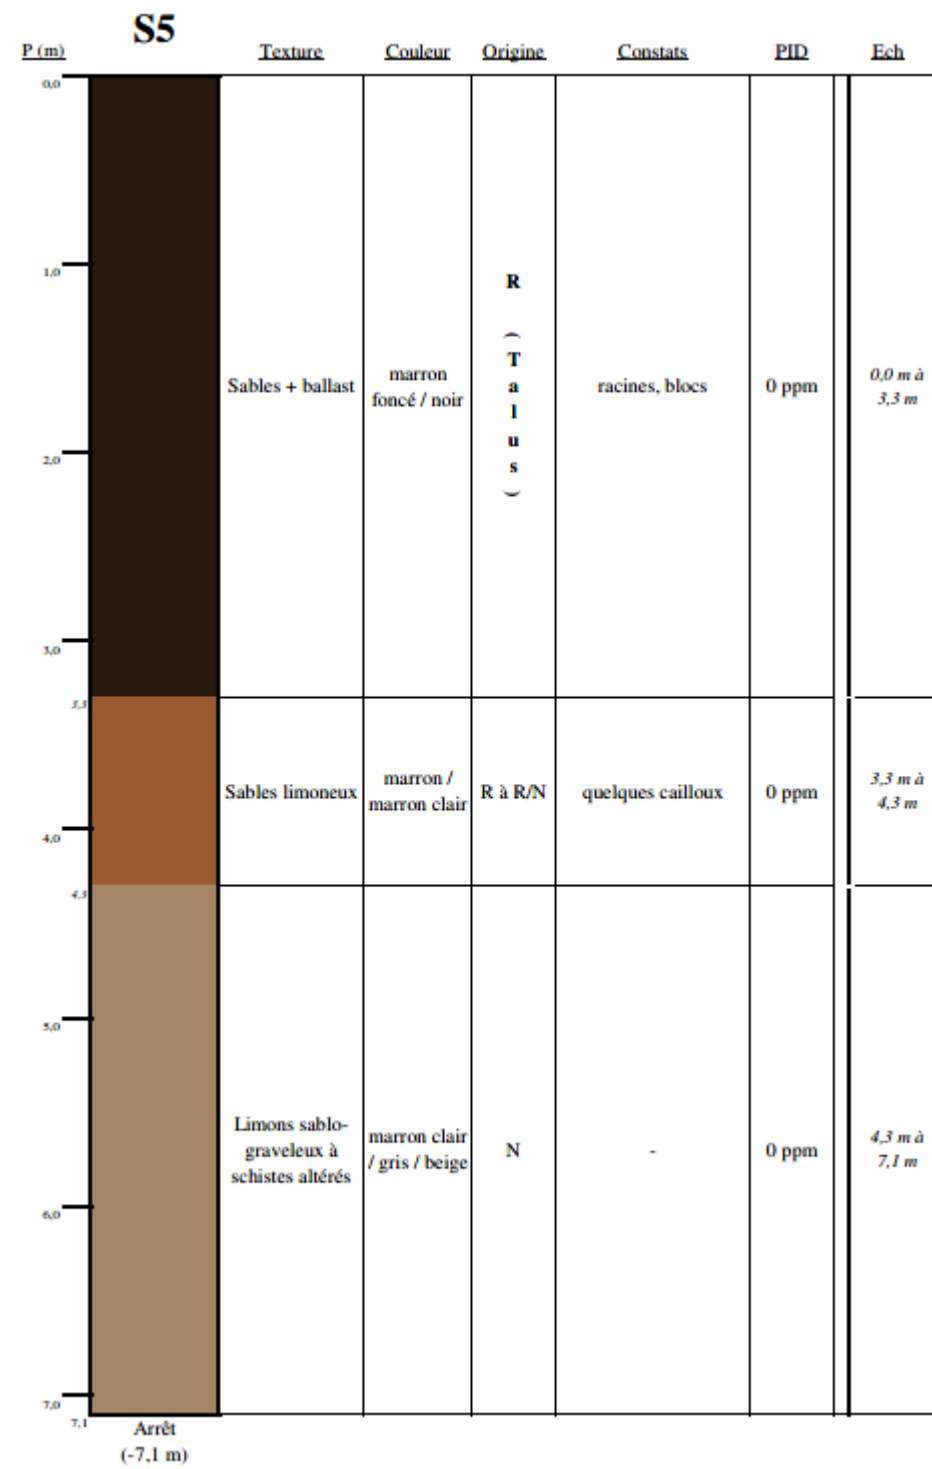 S5
P (m)
Texture
Couleur
Origine
Constats
PID
Ech
0,0
1,0
2,0
3,0
Sables + ballast
marron
foncé / noir
R
(
T
a
l
u
s
)
racines, blocs
0 ppm
0,0 m à
3,3 m
3,3
4,0
Sables limoneux
marron /
marron clair
R à R/N
quelques cailloux
0 ppm
3,3 m à
4,3 m
4,3
5,0
6,0
7,0
7,1
Limons sablo-
graveleux à
schistes altérés
marron clair
/ gris / beige
N
-
0 ppm
4,3 m à
7,1 m
Arrêt
(-7,1 m)